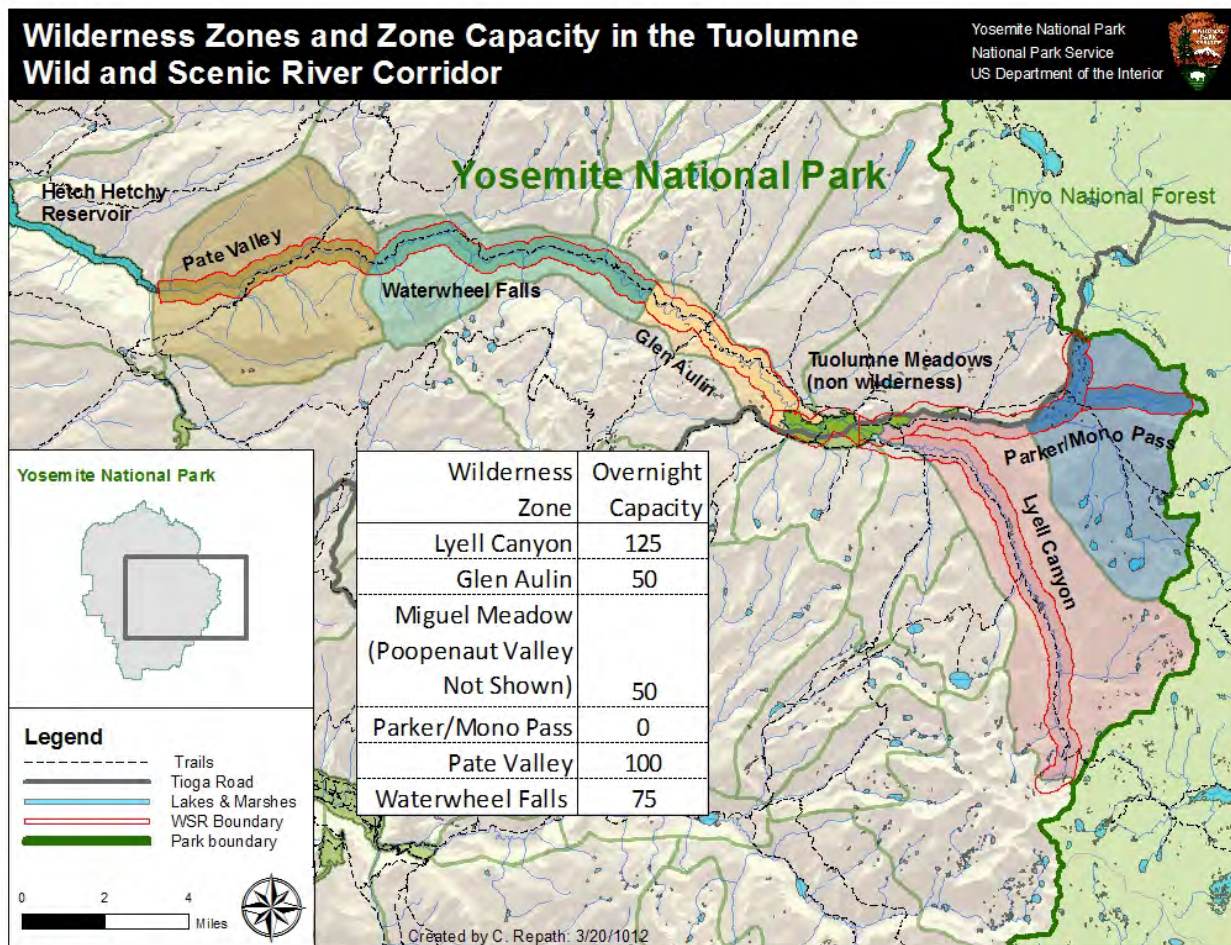 Wilderness Zones and Zone Capacity in the Tuolumne
Wild and Scenic River Corridor
Yosemite National Park
National Park Service
US Department of the Interior
NATIONAL
PARK
SERVICE
Yosemite National Park
Inyo National Forest
Hetch Hetchy
Reservoir
Pate Valley
Waterwheel Falls
Glen Aulin
Tuolumne Meadows
(non wilderness)
Parker/Mono Pass
Lyell Canyon
Yosemite National Park
Wilderness Overnight
Zone Capacity
Lyell Canyon 125
Glen Aulin 50
Miguel Meadow
(Poopenaut Valley
Not Shown) 50
Parker/Mono Pass 0
Pate Valley 100
Waterwheel Falls 75
Legend
Trails
Tioga Road
Lakes & Marshes
WSR Boundary
Park boundary
0 2 4
Miles
Created by C. Repath: 3/20/1012